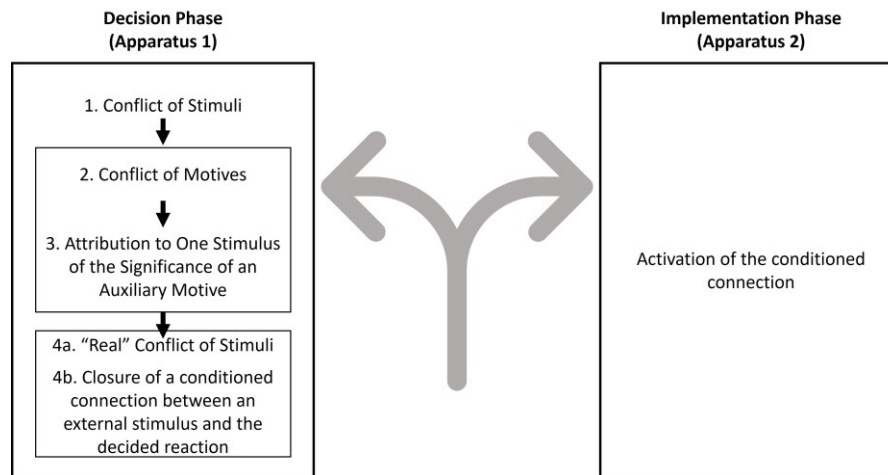 Decision Phase
(Apparatus 1)
1. Conflict of Stimuli
2. Conflict of Motives
3. Attribution to One Stimulus
of the Significance of an
Auxiliary Motive
4a. “Real” Conflict of Stimuli
4b. Closure of a conditioned
connection between an
external stimulus and the
decided reaction
Implementation Phase
(Apparatus 2)
Activation of the conditioned
connection